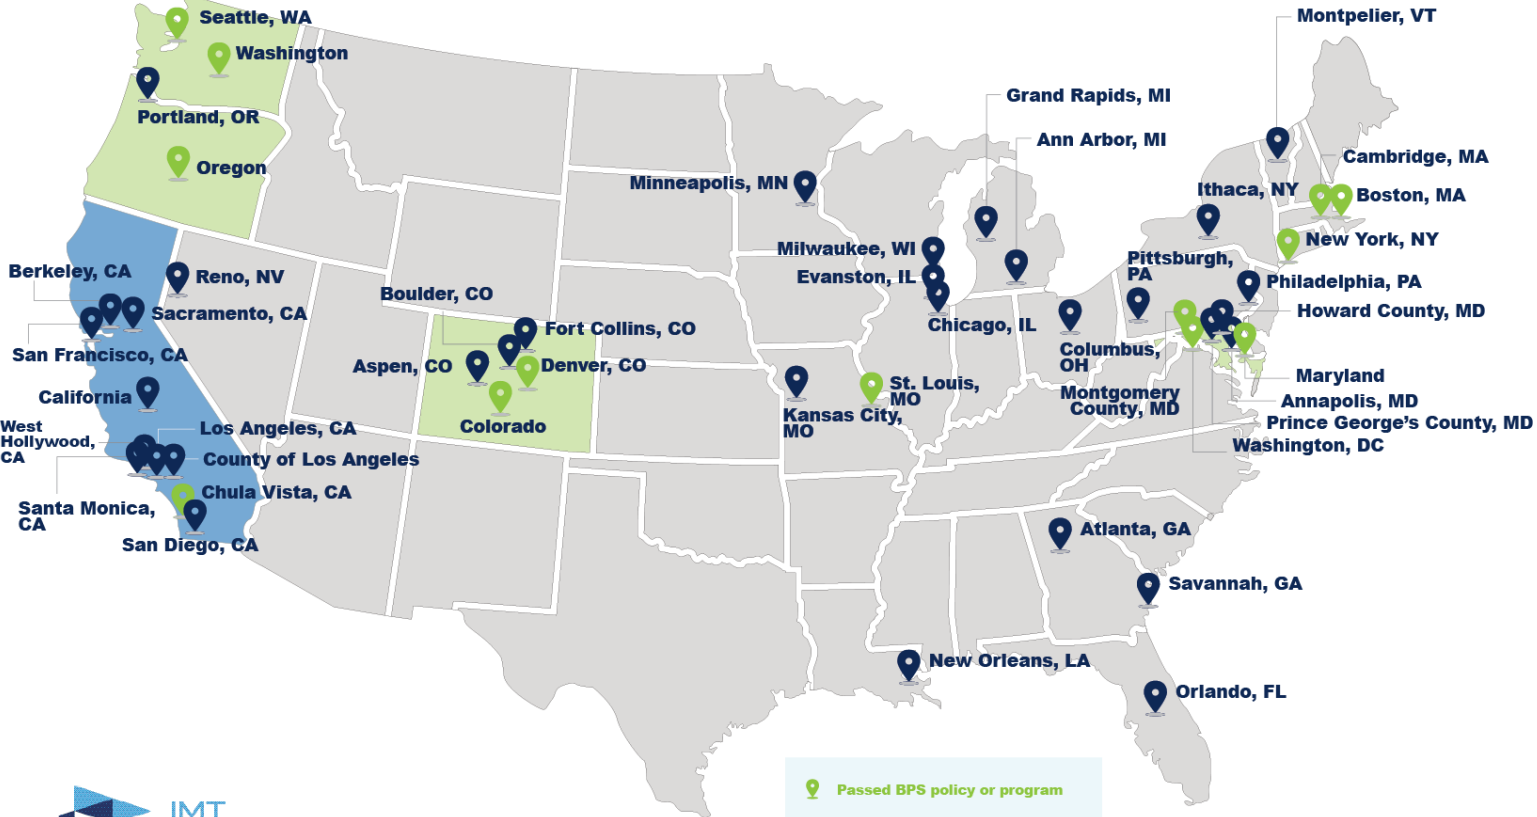 Seattle, WA
Montpelier, VT
Washington
Grand Rapids, MI
Portland, OR
Ann Arbor, MI
Cambridge, MA
Oregon
Minneapolis, MN
Ithaca, NY
Boston, MA
New York, NY
Milwaukee, WI
Pittsburgh,
PA
Berkeley, CA
Reno, NV
Evanston, IL
Philadelphia, PA
Boulder, CO
Sacramento, CA
Howard County, MD
Fort Collins, CO
Chicago, IL
San Francisco, CA
Columbus,
OH
Aspen, CO
Denver, CO
Maryland
California
St. Louis,
MO
Montgomery
County, MD
Annapolis, MD
Kansas City,
MO
Prince George’s County, MD
West
Hollywood,
CA
Los Angeles, CA
Colorado
Washington, DC
County of Los Angeles
Chula Vista, CA
Santa Monica,
CA
Atlanta, GA
San Diego, CA
Savannah, GA
New Orleans, LA
Orlando, FL
Passed BPS policy or program
IMT